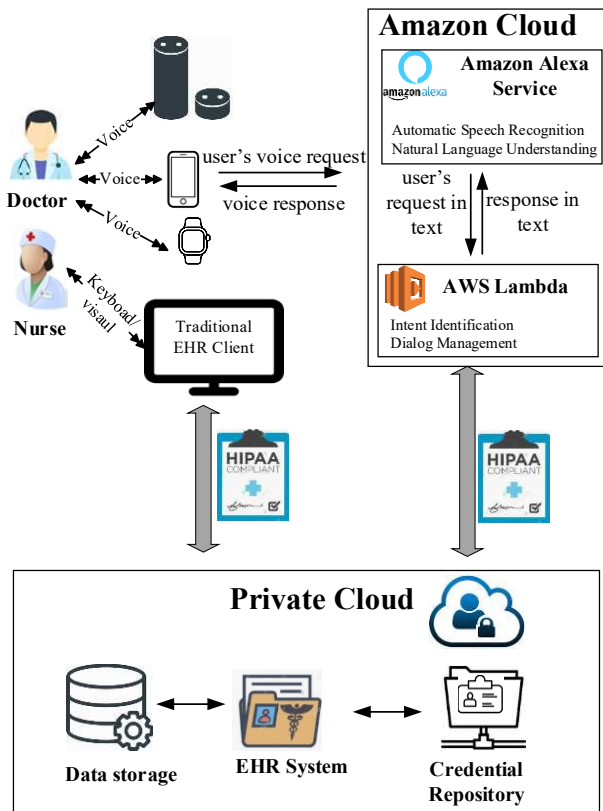 Amazon Cloud
amazon alexa
Amazon Alexa
Service
Automatic Speech Recognition
Natural Language Understanding
user's
request in
text
response in
text
AWS Lambda
Intent Identification
Dialog Management
Voice
Voice
Voice
Doctor
user's voice request
voice response
Nurse
Keyboad/
visaul
Traditional
EHR Client
HIPAA
COMPLIANT
HIPAA
COMPLIANT
Private Cloud
Data storage
EHR System
Credential
Repository